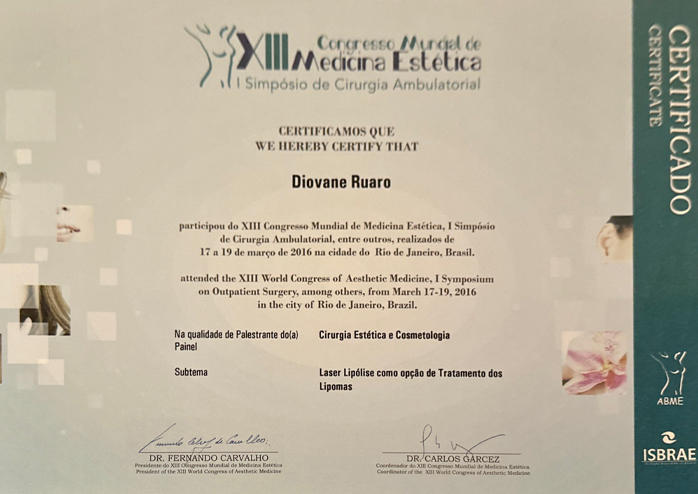 XIII Congresso Mundial de
Medicina Estética
I Simpósio de Cirurgia Ambulatorial
CERTIFICAMOS QUE
WE HEREBY CERTIFY THAT
Diovane Ruaro
participou do XIII Congresso Mundial de Medicina Estética, I Simpósio
de Cirurgia Ambulatorial, entre outros, realizados de
17 a 19 de março de 2016 na cidade do Rio de Janeiro, Brasil.
attended the XIII World Congress of Aesthetic Medicine, I Symposium
on Outpatient Surgery, among others, from March 17-19, 2016
in the city of Rio de Janeiro, Brazil.
Na qualidade de Palestrante do(a) Cirurgia Estética e Cosmetologia
Painel
Subtema Laser Lipólise como opção de Tratamento dos
Lipomas
DR. FERNANDO CARVALHO
Presidente do XIII Congresso Mundial de Medicina Estética
President of the XIII World Congress of Aesthetic Medicine
DR. CARLOS GARCEZ
Coordenador do XIII Congresso Mundial de Medicina Estética
Coordinator of the XIII World Congress of Aesthetic Medicine
CERTIFICADO
CERTIFICATE
ABME
ISBRAE